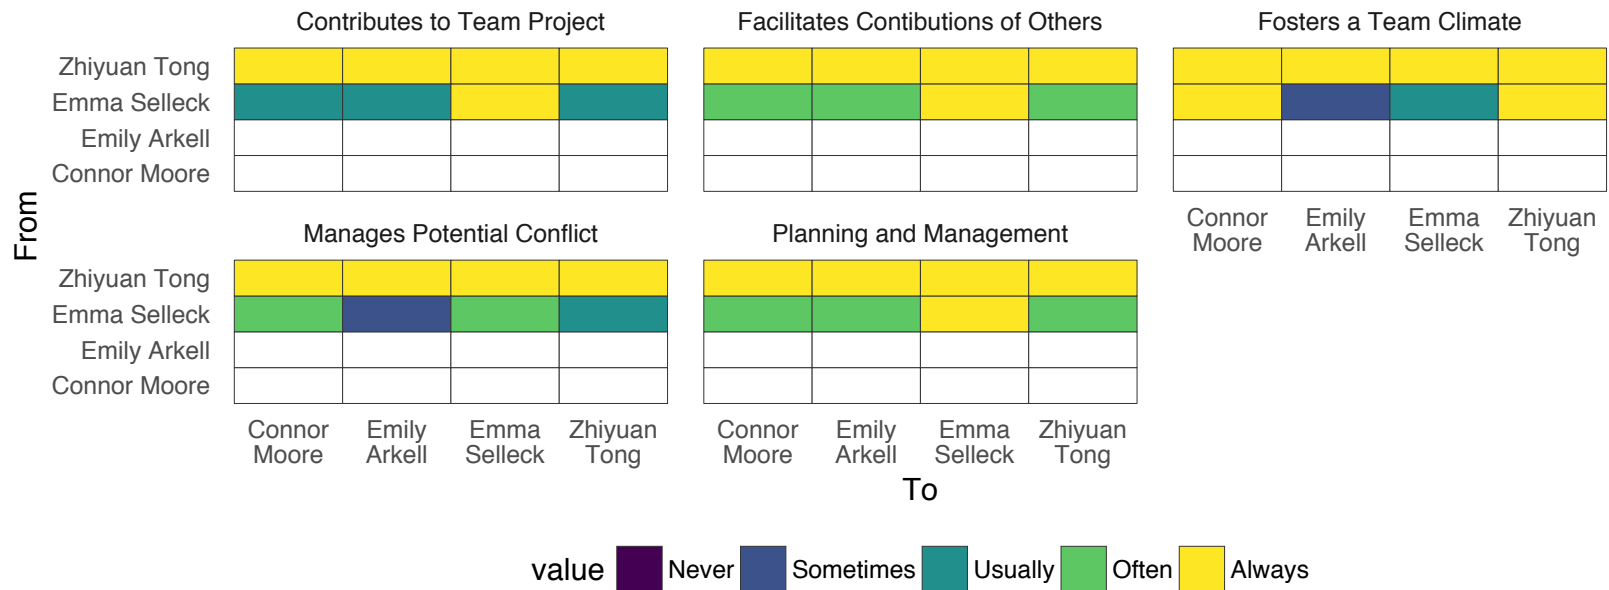 Contributes to Team Project
Facilitates Contibutions of Others
Fosters a Team Climate
Zhiyuan Tong
Emma Selleck
Emily Arkell
Connor Moore
Connor Moore
Emily Arkell
Emma Selleck
Zhiyuan Tong
From
Manages Potential Conflict
Planning and Management
Zhiyuan Tong
Emma Selleck
Emily Arkell
Connor Moore
Connor Moore
Emily Arkell
Emma Selleck
Zhiyuan Tong
Connor Moore
Emily Arkell
Emma Selleck
Zhiyuan Tong
To
value Never Sometimes Usually Often Always